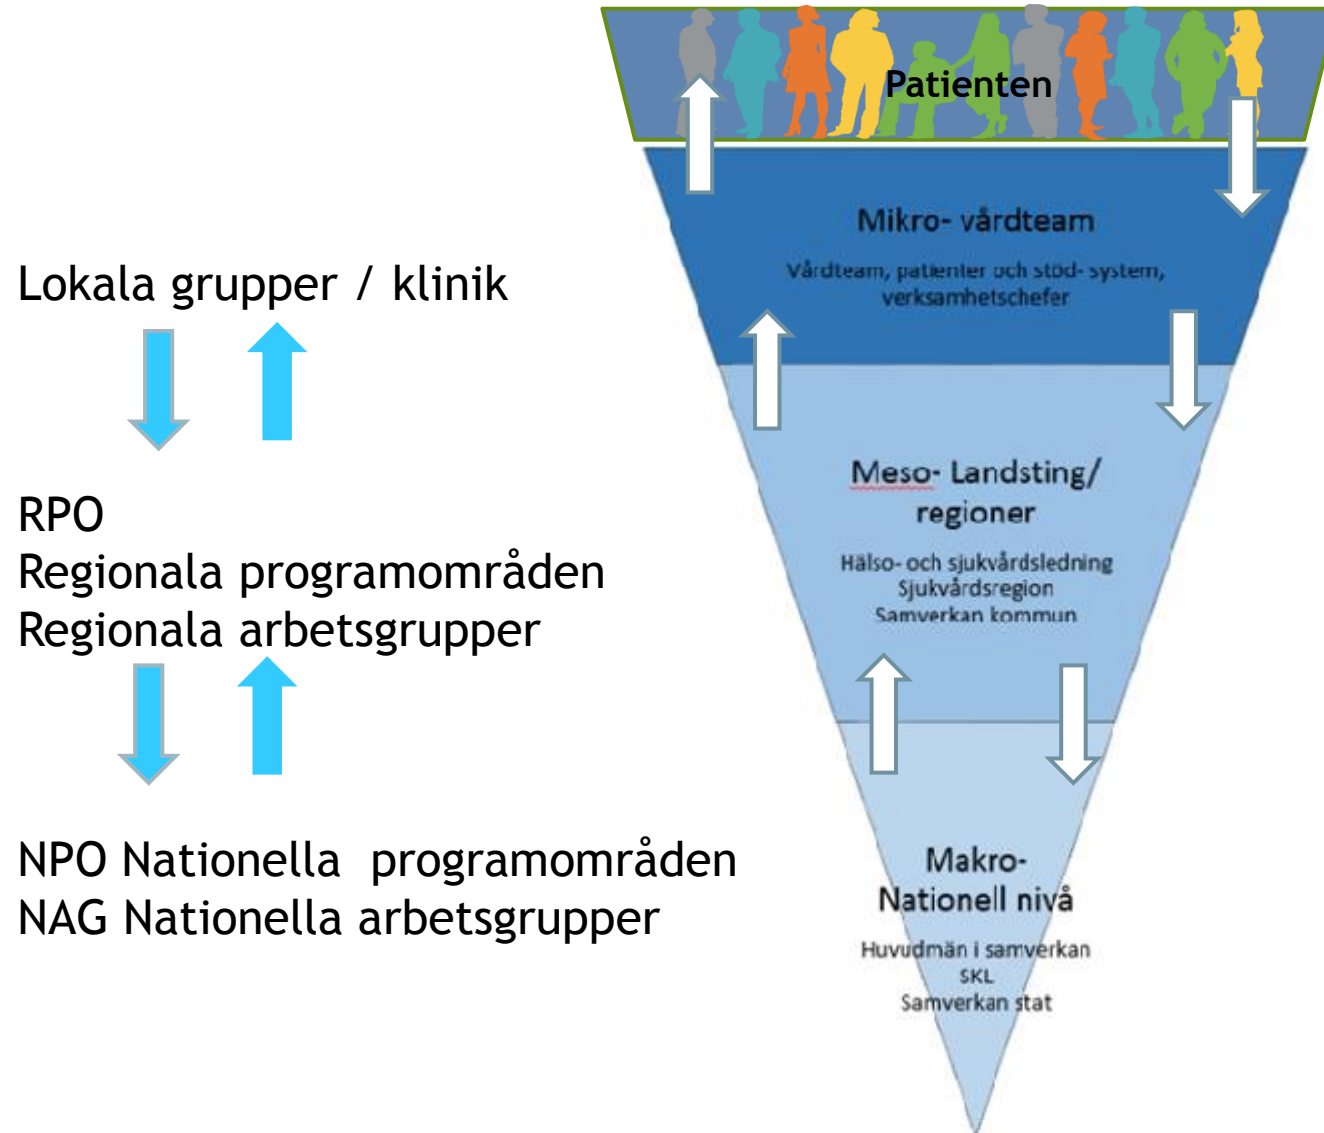 Patienten
Mikro- vårdteam
Vårdteam, patienter och stöd- system,
verksamhetschefer
Lokala grupper / klinik
Meso- Landsting/
regioner
Hälso- och sjukvårdsledning
Sjukvårdsregion
Samverkan kommun
RPO
Regionala programområden
Regionala arbetsgrupper
NPO Nationella  programområden
NAG Nationella arbetsgrupper
Makro-
Nationell nivå
Huvudmän i samverkan
SKL
Samverkan stat